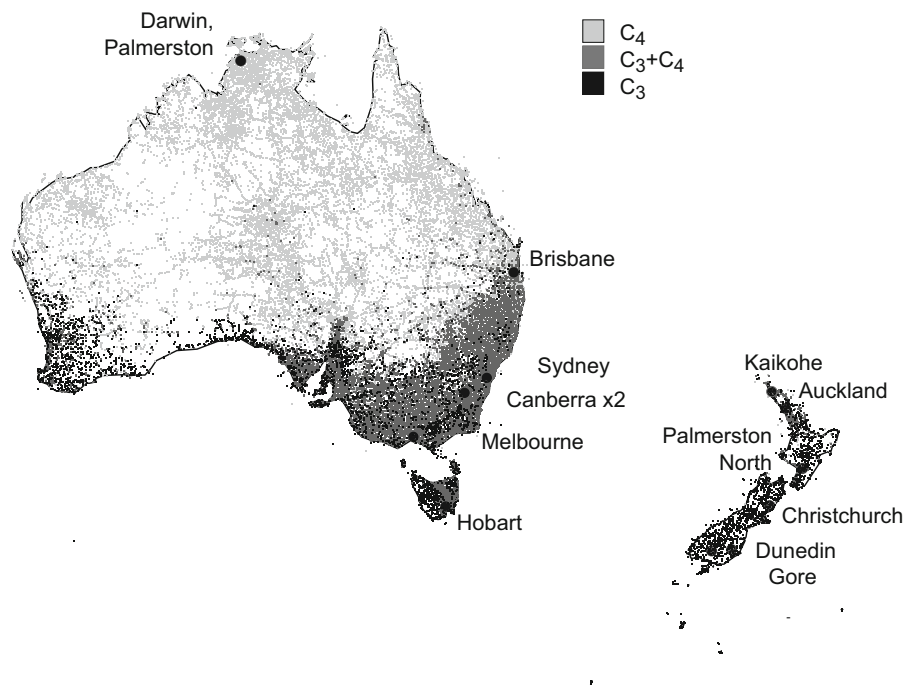 Darwin,
Palmerston
C4
C3+C4
C3
Brisbane
Sydney
Canberra x2
Melbourne
Hobart
Kaikohe
Auckland
Palmerston
North
Christchurch
Dunedin
Gore